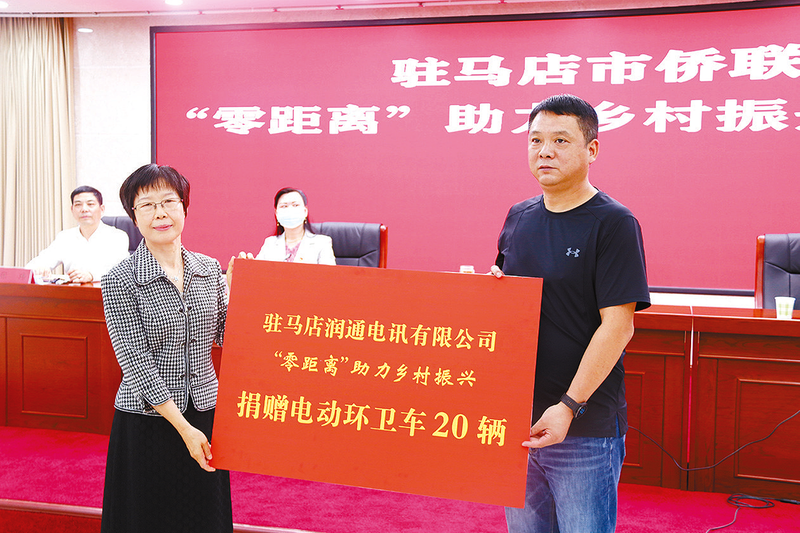 驻马店市侨联
“零距离”助力乡村振兴
驻马店润通电讯有限公司
“零距离”助力乡村振兴
捐赠电动环卫车20辆